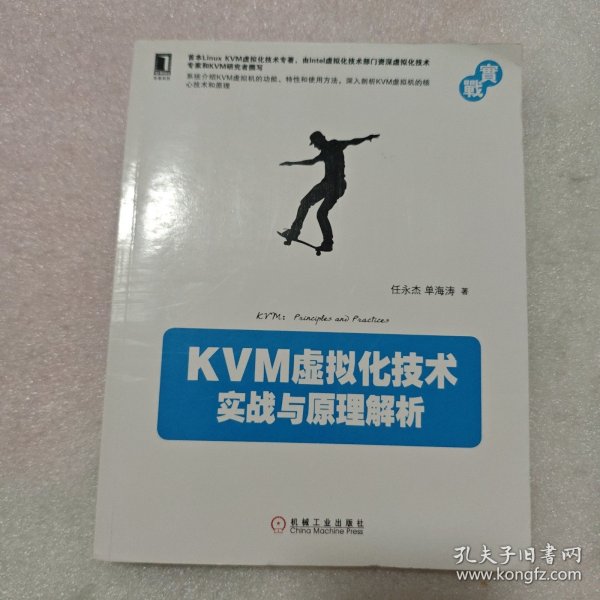 首本Linux KVM虚拟化技术专著,由Intel虚拟化技术部门资深虚拟化技术
专家和KVM研究者撰写
系统介绍KVM虚拟机的功能、特性和使用方法,深入剖析KVM虚拟机的核
心技术和原理
實
戰
任永杰 单海涛 著
KVM: Principles and Practices
KVM虚拟化技术
实战与原理解析
机械工业出版社
China Machine Press
孔夫子旧书网
www.kongfz.com